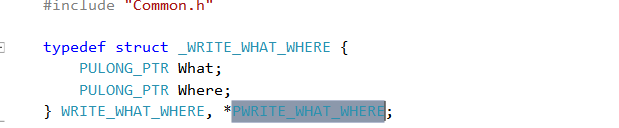 #include "Common.h"
typedef struct _WRITE_WHAT_WHERE {
PULONG_PTR What;
PULONG_PTR Where;
} WRITE_WHAT_WHERE, *PWRITE_WHAT_WHERE;